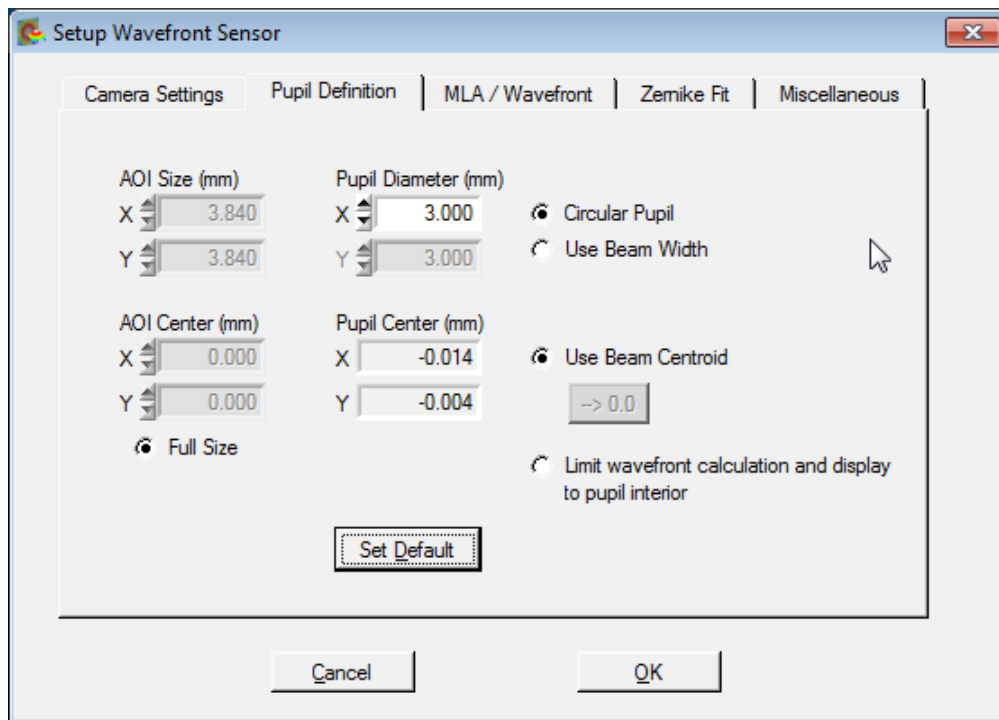 Setup Wavefront Sensor
Camera Settings
Pupil Definition
MLA / Wavefront
Zernike Fit
Miscellaneous
AOI Size (mm)
X 3.840
Y 3.840
Pupil Diameter (mm)
X 3.000
Y 3.000
Circular Pupil
Use Beam Width
AOI Center (mm)
X 0.000
Y 0.000
Full Size
Pupil Center (mm)
X -0.014
Y -0.004
Use Beam Centroid
--> 0.0
Limit wavefront calculation and display
to pupil interior
Set Default
Cancel
OK